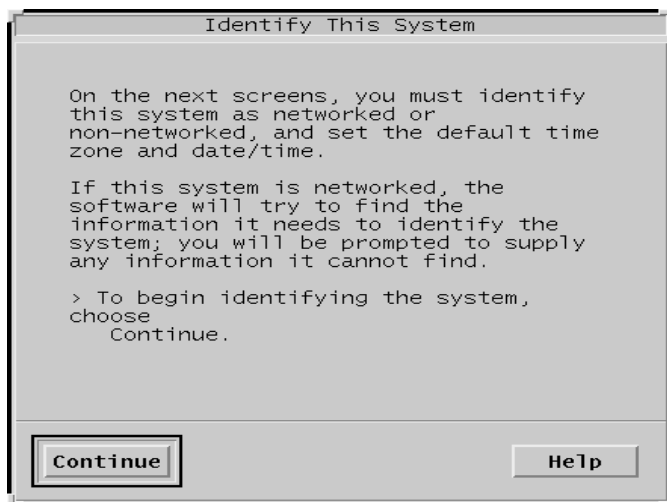 Identify This System
On the next screens, you must identify
this system as networked or
non-networked, and set the default time
zone and date/time.
If this system is networked, the
software will try to find the
information it needs to identify the
system; you will be prompted to supply
any information it cannot find.
> To begin identifying the system,
choose
Continue.
Continue
Help